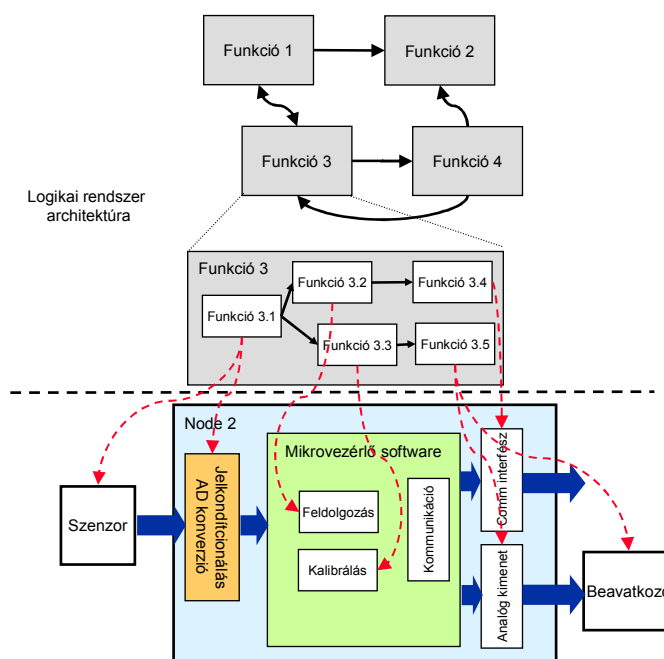 Funkció 1
Funkció 2
Funkció 3
Funkció 4
Logikai rendszer
architektúra
Funkció 3
Funkció 3.1
Funkció 3.2
Funkció 3.4
Funkció 3.3
Funkció 3.5
Node 2
Szenzor
Jelkondítcionálás
AD konverzió
Mikrovezérlő software
Feldolgozás
Kalibrálás
Kommunikáció
Comm interfész
Analóg kimenet
Beavatkozó